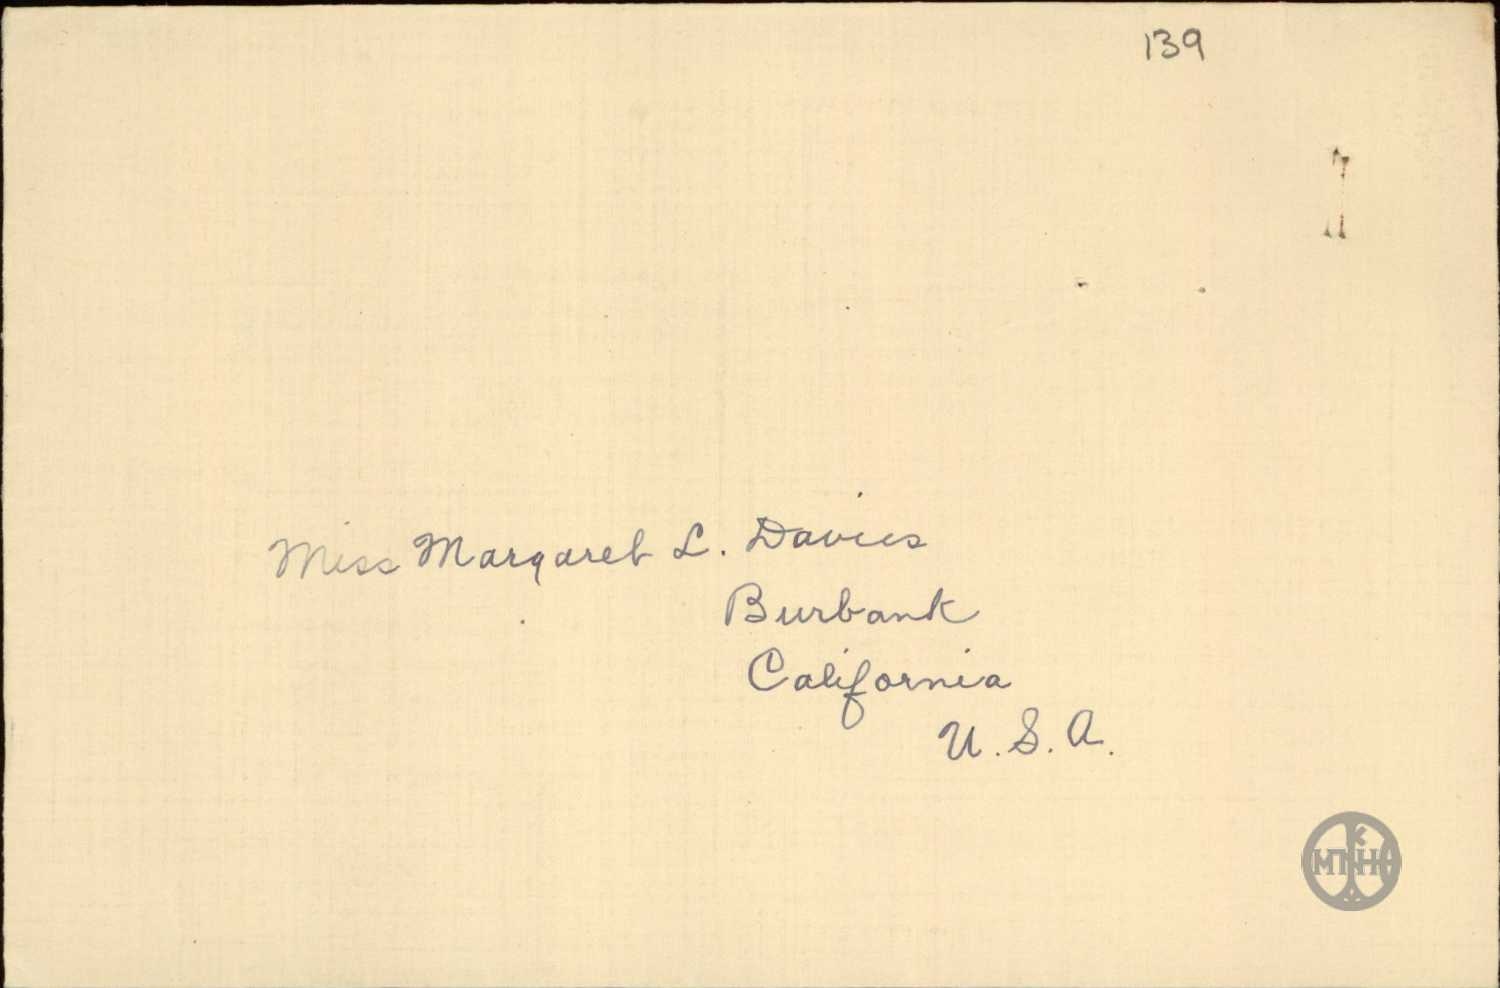 139
Miss Margaret L. Davies
Burbank
California
U.S.A.